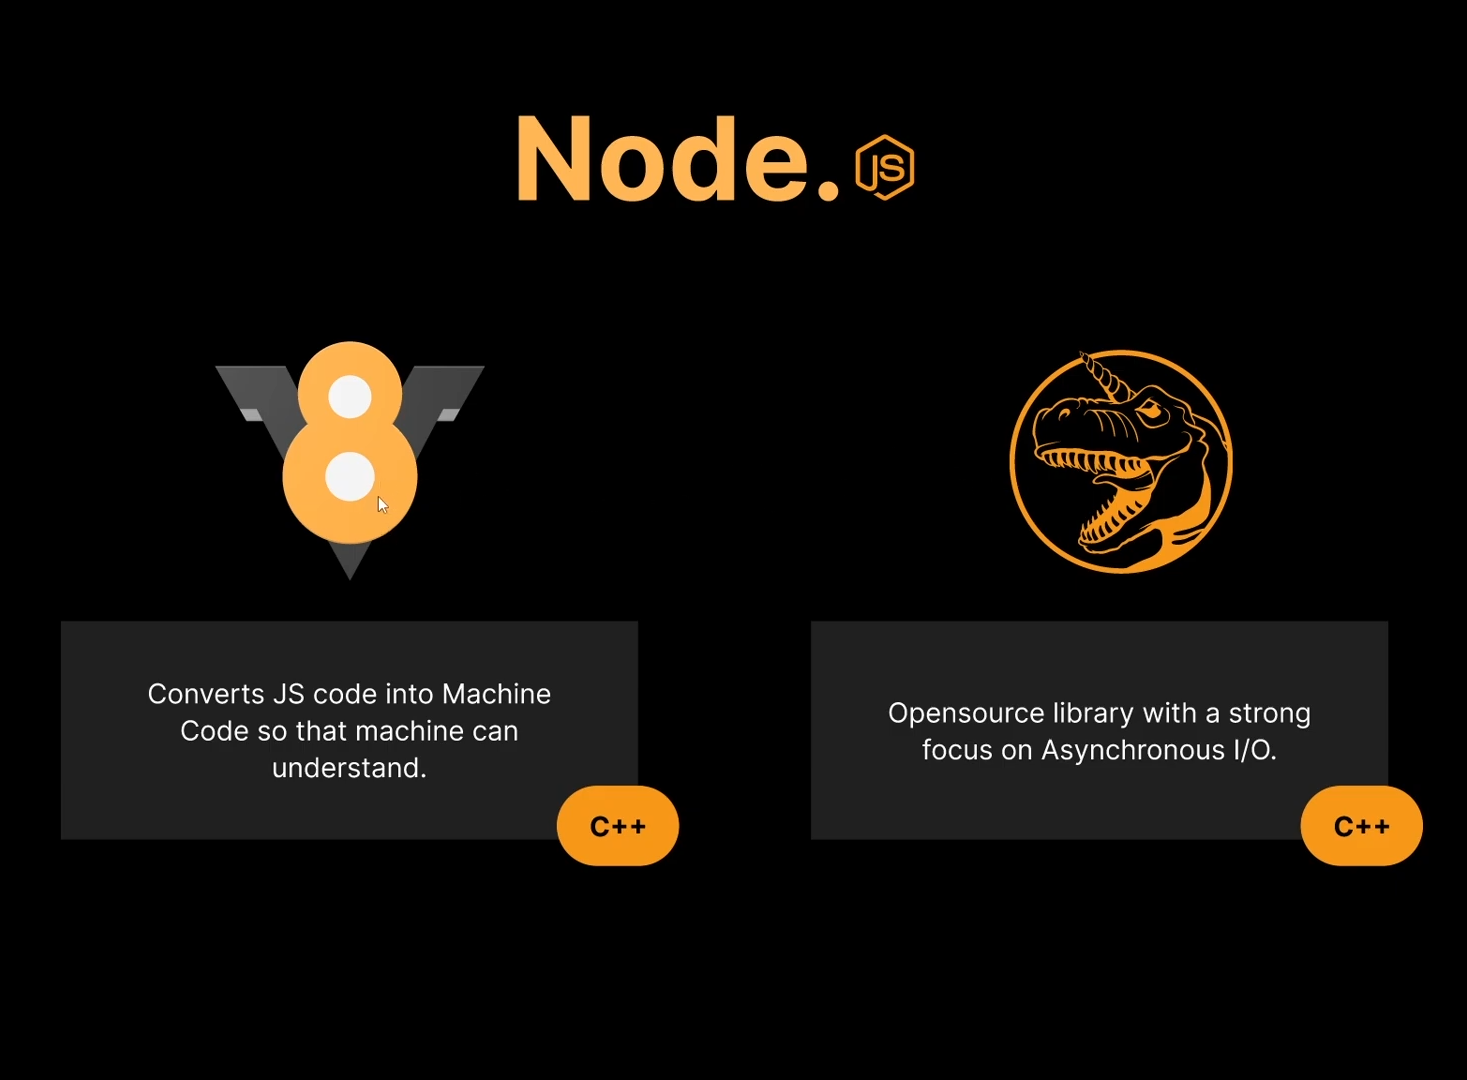 Node.JS
8
Converts JS code into Machine
Code so that machine can
understand.
C++
Opensource library with a strong
focus on Asynchronous I/O.
C++